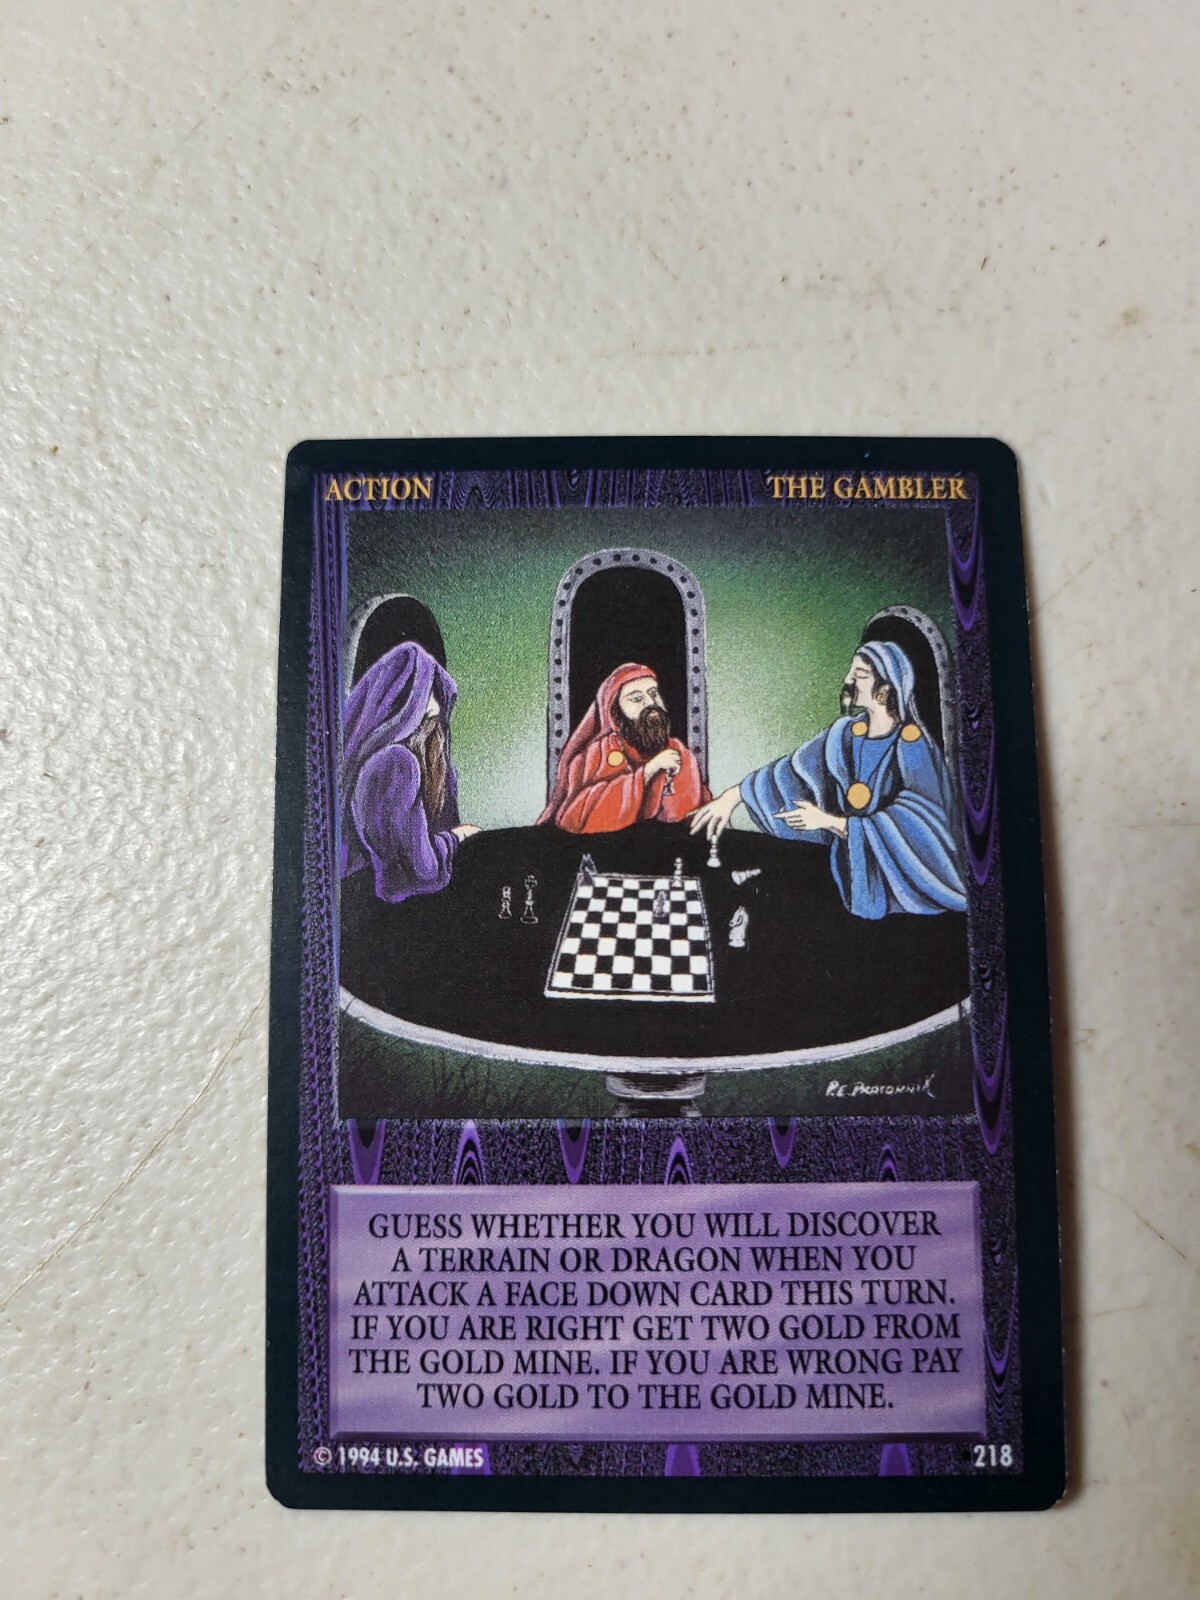 ACTION THE GAMBLER
P.E. PRATONNIK
GUESS WHETHER YOU WILL DISCOVER
A TERRAIN OR DRAGON WHEN YOU
ATTACK A FACE DOWN CARD THIS TURN.
IF YOU ARE RIGHT GET TWO GOLD FROM
THE GOLD MINE. IF YOU ARE WRONG PAY
TWO GOLD TO THE GOLD MINE.
© 1994 U.S. GAMES 218